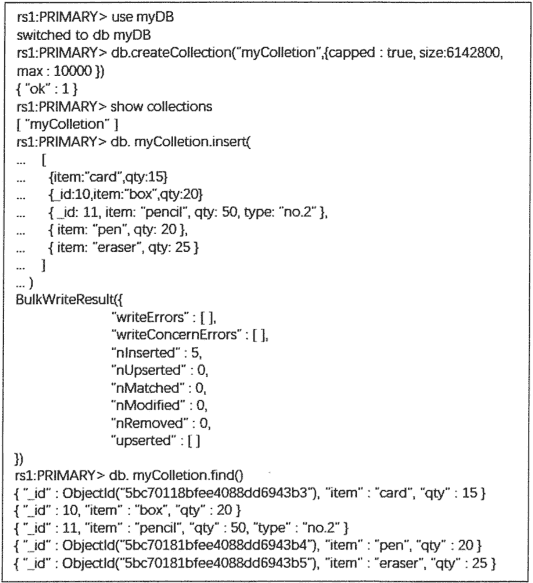 rs1:PRIMARY> use myDB
switched to db myDB
rs1:PRIMARY> db.createCollection("myColletion",{capped : true, size:6142800,
max : 10000 })
{ "ok" : 1 }
rs1:PRIMARY> show collections
[ "myColletion" ]
rs1:PRIMARY> db. myColletion.insert(
... [
... {item:"card",qty:15}
... {_id:10,item:"box",qty:20}
... { _id: 11, item: "pencil", qty: 50, type: "no.2" },
... { item: "pen", qty: 20 },
... { item: "eraser", qty: 25 }
... ]
... )
BulkWriteResult({
"writeErrors" : [ ],
"writeConcernErrors" : [ ],
"nInserted" : 5,
"nUpserted" : 0,
"nMatched" : 0,
"nModified" : 0,
"nRemoved" : 0,
"upserted" : [ ]
})
rs1:PRIMARY> db. myColletion.find()
{ "_id" : ObjectId("5bc70118bfee4088dd6943b3"), "item" : "card", "qty" : 15 }
{ "_id" : 10, "item" : "box", "qty" : 20 }
{ "_id" : 11, "item" : "pencil", "qty" : 50, "type" : "no.2" }
{ "_id" : ObjectId("5bc70181bfee4088dd6943b4"), "item" : "pen", "qty" : 20 }
{ "_id" : ObjectId("5bc70181bfee4088dd6943b5"), "item" : "eraser", "qty" : 25 }